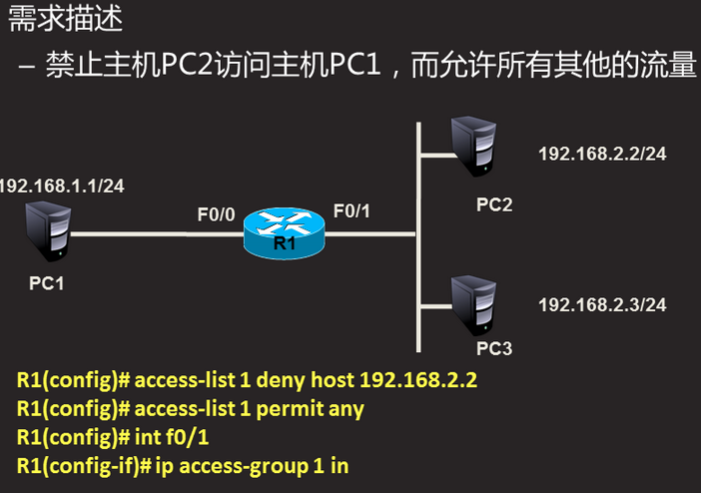 需求描述
– 禁止主机PC2访问主机PC1，而允许所有其他的流量
192.168.2.2/24
192.168.1.1/24
F0/0
F0/1
PC2
R1
PC1
192.168.2.3/24
PC3
R1(config)# access-list 1 deny host 192.168.2.2
R1(config)# access-list 1 permit any
R1(config)# int f0/1
R1(config-if)# ip access-group 1 in